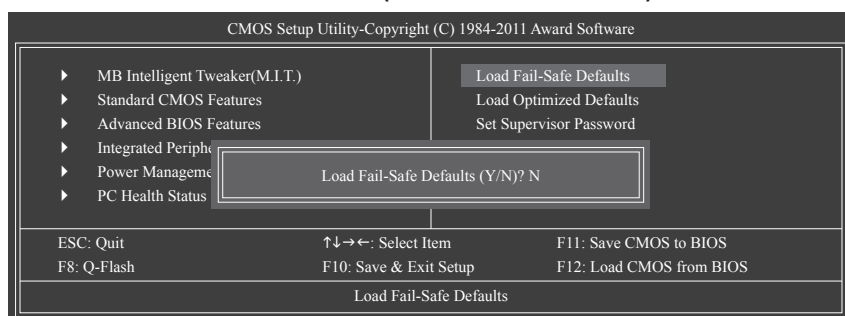 CMOS Setup Utility-Copyright (C) 1984-2011 Award Software
MB Intelligent Tweaker(M.I.T.)
Standard CMOS Features
Advanced BIOS Features
Integrated
Power
PC Health Status
Load Fail-Safe Defaults
Load Optimized Defaults
Set Supervisor Password
Load Fail-Safe Defaults (Y/N)? N
ESC: Quit
↑↓→←: Select Item
F11: Save CMOS to BIOS
F8: Q-Flash
F10: Save & Exit Setup
F12: Load CMOS from BIOS
Load Fail-Safe Defaults